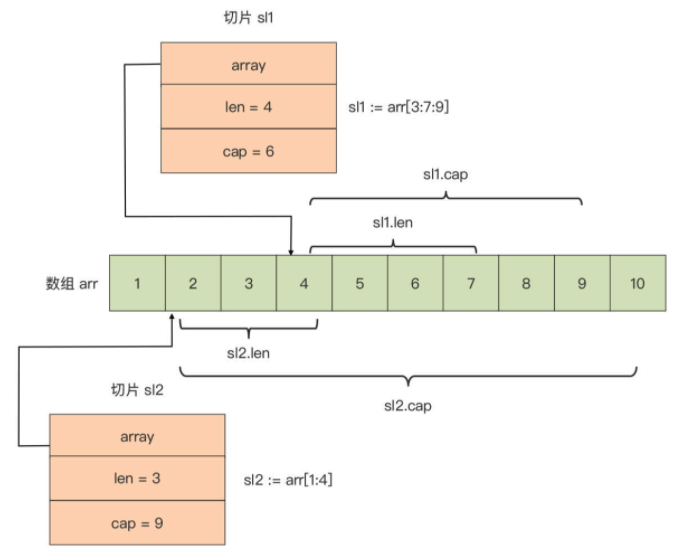 切片 sl1
array
len = 4
sl1 := arr[3:7:9]
cap = 6
sl1.cap
sl1.len
数组 arr
1 2 3 4 5 6 7 8 9 10
sl2.len
切片 sl2
sl2.cap
array
len = 3
sl2 := arr[1:4]
cap = 9